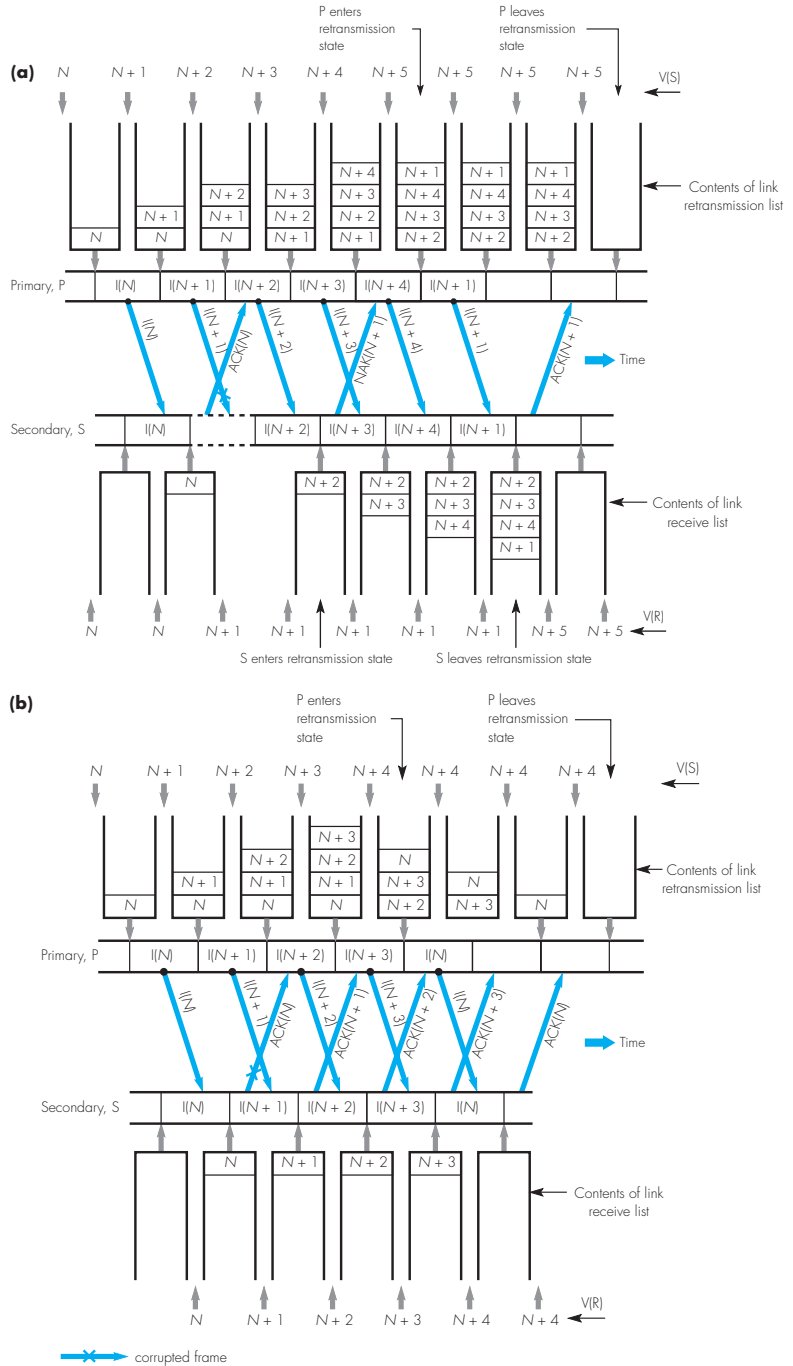 P enters
retransmission
state
P leaves
retransmission
state
(a)
N N + 1 N + 2 N + 3 N + 4 N + 5 N + 5 N + 5 N + 5
V(S)
N
N + 1
N
N + 2
N + 1
N
N + 3
N + 2
N + 1
N + 4
N + 3
N + 2
N + 1
N + 1
N + 4
N + 3
N + 2
N + 1
N + 4
N + 3
N + 2
N + 1
N + 4
N + 3
N + 2
Contents of link
retransmission list
Primary, P
I(N) I(N + 1) I(N + 2) I(N + 3) I(N + 4) I(N + 1)
I(N)
I(N + 1)
ACK(N)
I(N + 2)
I(N + 3)
NAK(N + 1)
I(N + 4)
I(N + 1)
ACK(N + 1)
Time
Secondary, S
I(N) I(N + 2) I(N + 3) I(N + 4) I(N + 1)
N
N + 2
N + 2
N + 3
N + 2
N + 3
N + 4
N + 2
N + 3
N + 4
N + 1
Contents of link
receive list
N N N + 1 N + 1 N + 1 N + 1 N + 1 N + 5 N + 5
V(R)
S enters retransmission state
S leaves retransmission state
(b)
P enters
retransmission
state
P leaves
retransmission
state
N N + 1 N + 2 N + 3 N + 4 N + 4 N + 4 N + 4
V(S)
N
N + 1
N
N + 2
N + 1
N
N + 3
N + 2
N + 1
N
N
N + 3
N + 2
N
N + 3
N
Contents of link
retransmission list
Primary, P
I(N) I(N + 1) I(N + 2) I(N + 3) I(N)
I(N)
I(N + 1)
ACK(N)
I(N + 2)
ACK(N + 1)
I(N + 3)
ACK(N + 2)
I(N)
ACK(N + 3)
ACK(N)
Time
Secondary, S
I(N) I(N + 1) I(N + 2) I(N + 3) I(N)
N
N + 1
N + 2
N + 3
Contents of link
receive list
N N + 1 N + 2 N + 3 N + 4 N + 4
V(R)
corrupted frame